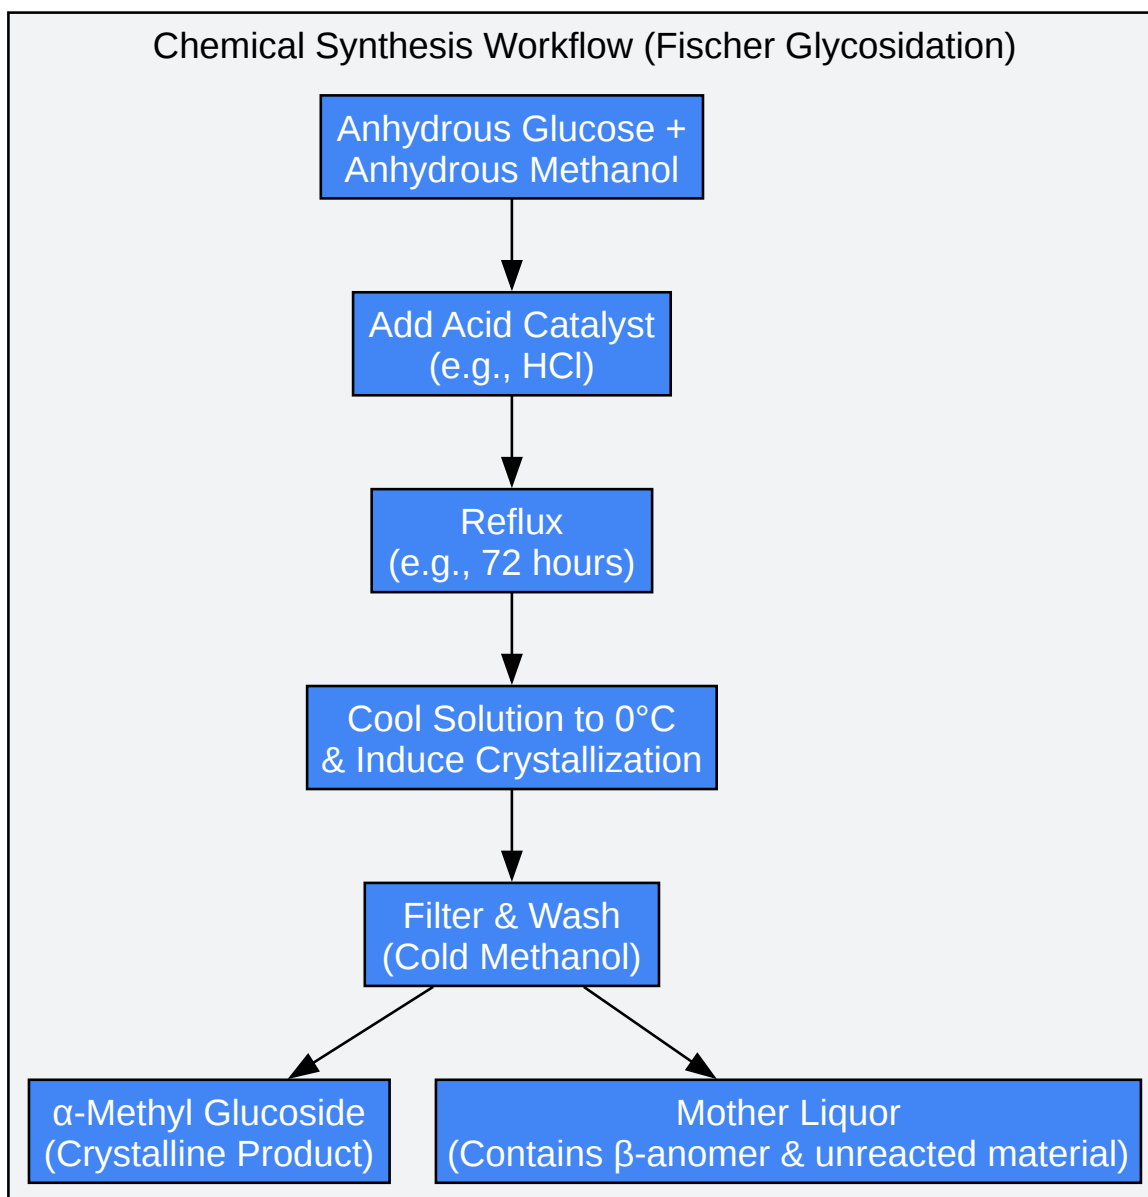 Chemical Synthesis Workflow (Fischer Glycosidation)
Anhydrous Glucose +
Anhydrous Methanol
Add Acid Catalyst
(e.g., HCl)
Reflux
(e.g., 72 hours)
Cool Solution to 0°C
& Induce Crystallization
Filter & Wash
(Cold Methanol)
α-Methyl Glucoside
(Crystalline Product)
Mother Liquor
(Contains β-anomer & unreacted material)